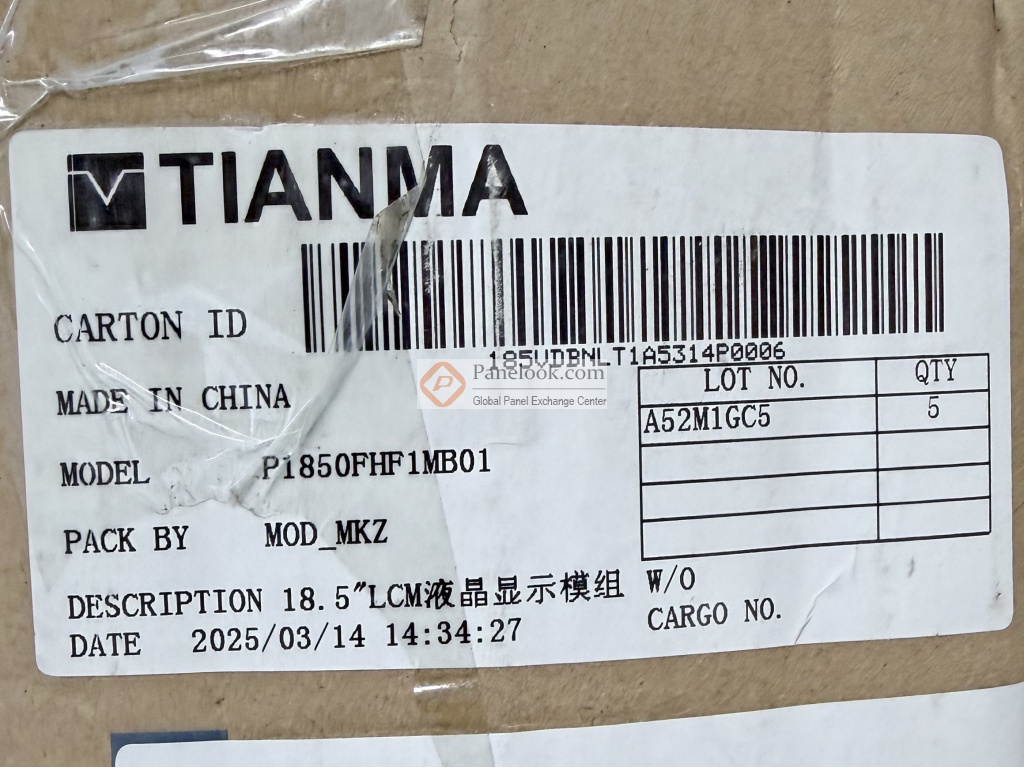 TIANMA
CARTON ID
185VDBNLT1A5314P0006
MADE IN CHINA
MODEL P1850FHF1MB01
PACK BY MOD_MKZ
DESCRIPTION 18.5"LCM液晶显示模组
DATE 2025/03/14 14:34:27
LOT NO. QTY
A52M1GC5 5
W/O
CARGO NO.
Panelook.com
Global Panel Exchange Center